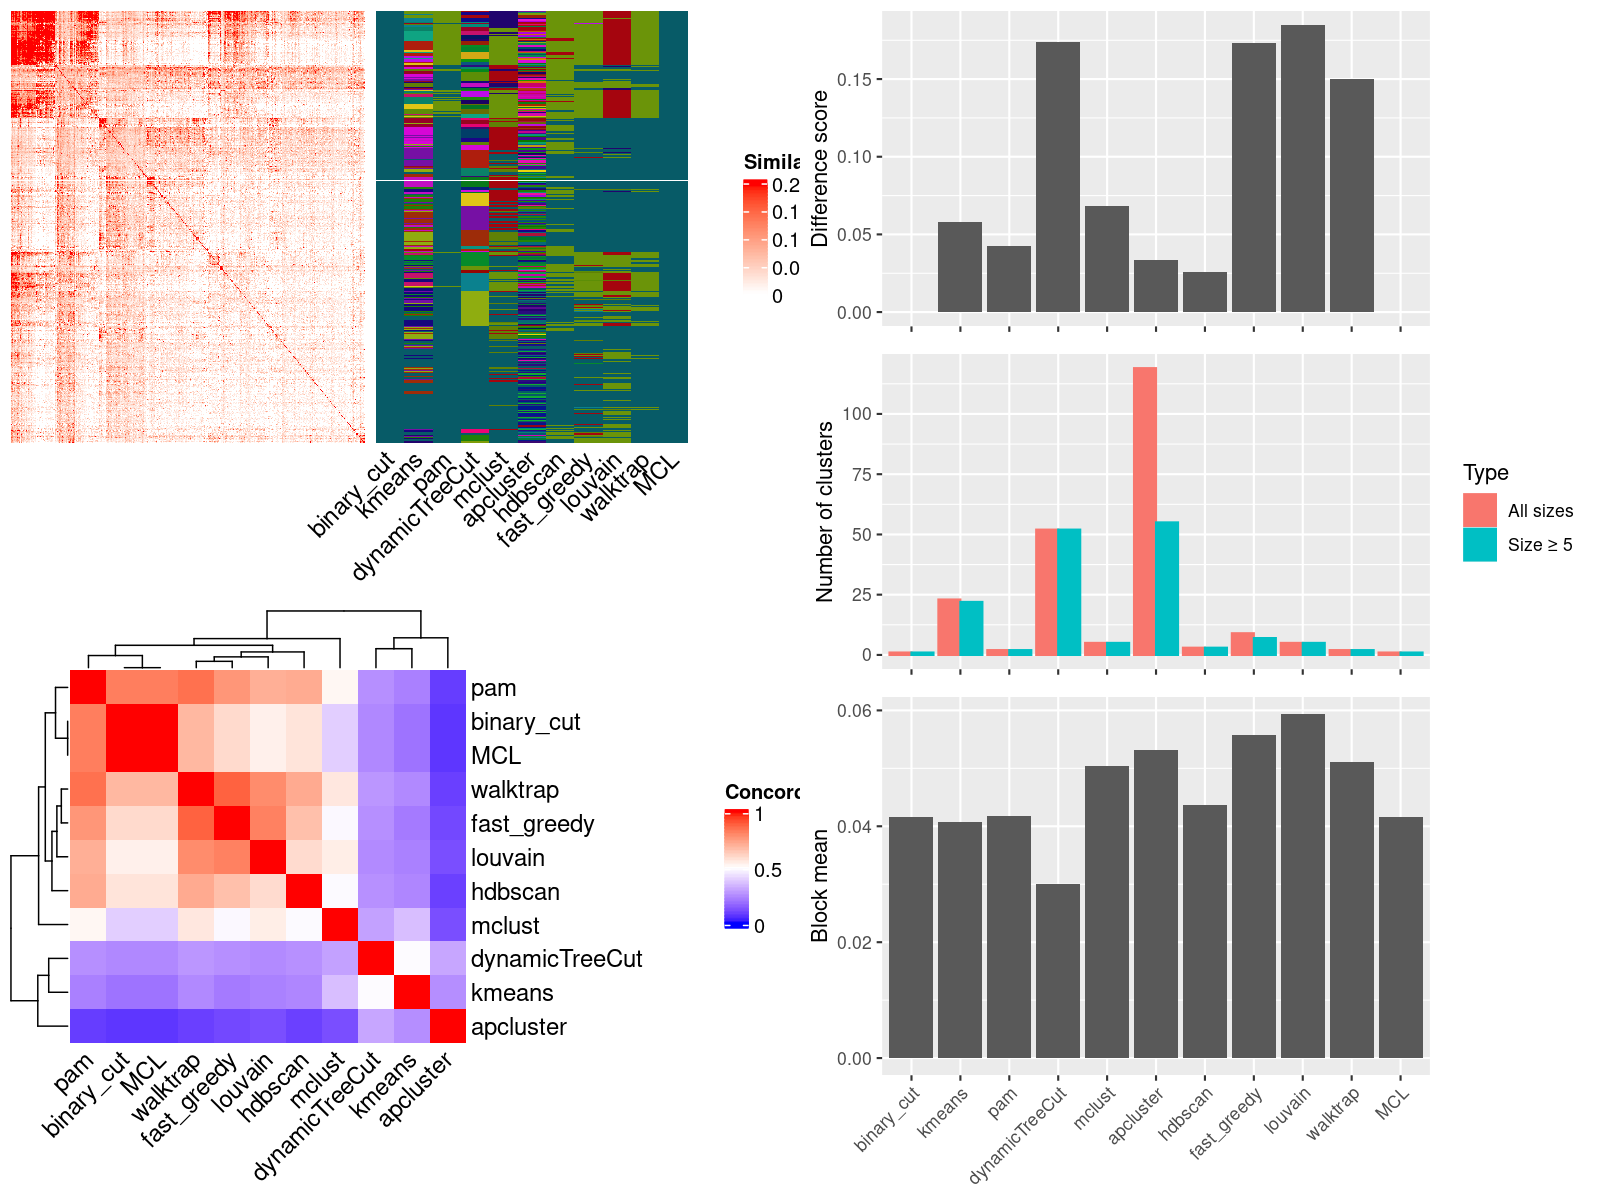 Simila
0.2
0.1
0.1
0.0
0
binary_cut
kmeans
pam
dynamicTreeCut
mclust
apcluster
hdbscan
fast_greedy
louvain
walktrap
MCL
pam
binary_cut
MCL
walktrap
fast_greedy
louvain
hdbscan
mclust
dynamicTreeCut
kmeans
apcluster
pam
binary_cut
MCL
walktrap
fast_greedy
louvain
hdbscan
mclust
dynamicTreeCut
kmeans
apcluster
Concord
1
0.5
0
Difference score
0.15
0.10
0.05
0.00
Number of clusters
100
75
50
25
0
Type
All sizes
Size ≥ 5
Block mean
0.06
0.04
0.02
0.00
binary_cut
kmeans
pam
dynamicTreeCut
mclust
apcluster
hdbscan
fast_greedy
louvain
walktrap
MCL